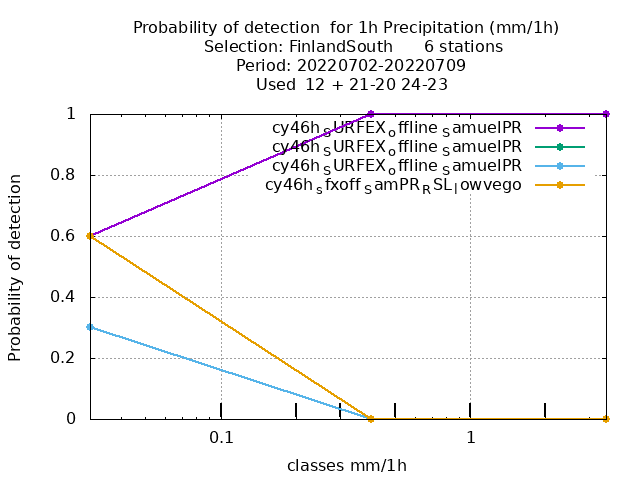 Probability of detection  for 1h Precipitation (mm/1h)
Selection: FinlandSouth      6 stations
Period: 20220702-20220709
Used  12 + 21-20 24-23
cy46h_SURFEX_offline_SamuelPR
cy46h_SURFEX_offline_SamuelPR
cy46h_SURFEX_offline_SamuelPR
cy46h_sfxoff_SamPR_RSL_lowvego
1
0.8
0.6
0.4
0.2
0
0.1
1
Probability of detection
classes mm/1h